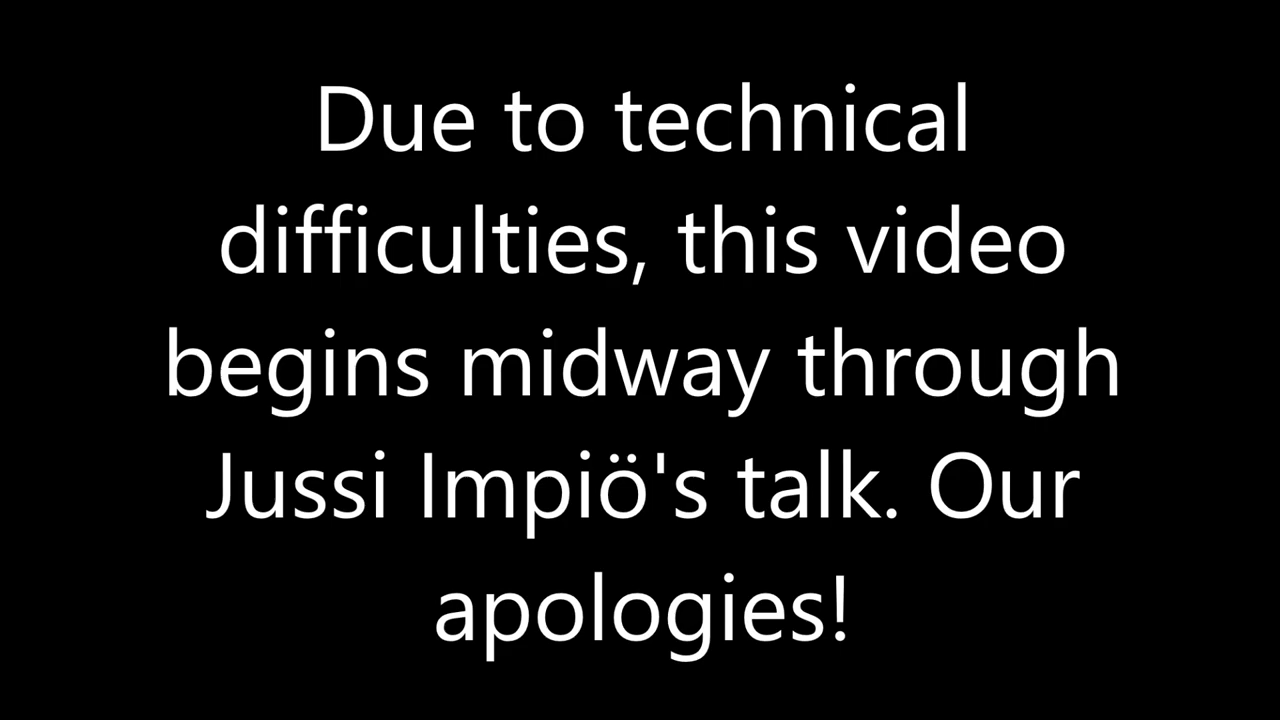 Due to technical
difficulties, this video
begins midway through
Jussi Impiö's talk. Our
apologies!